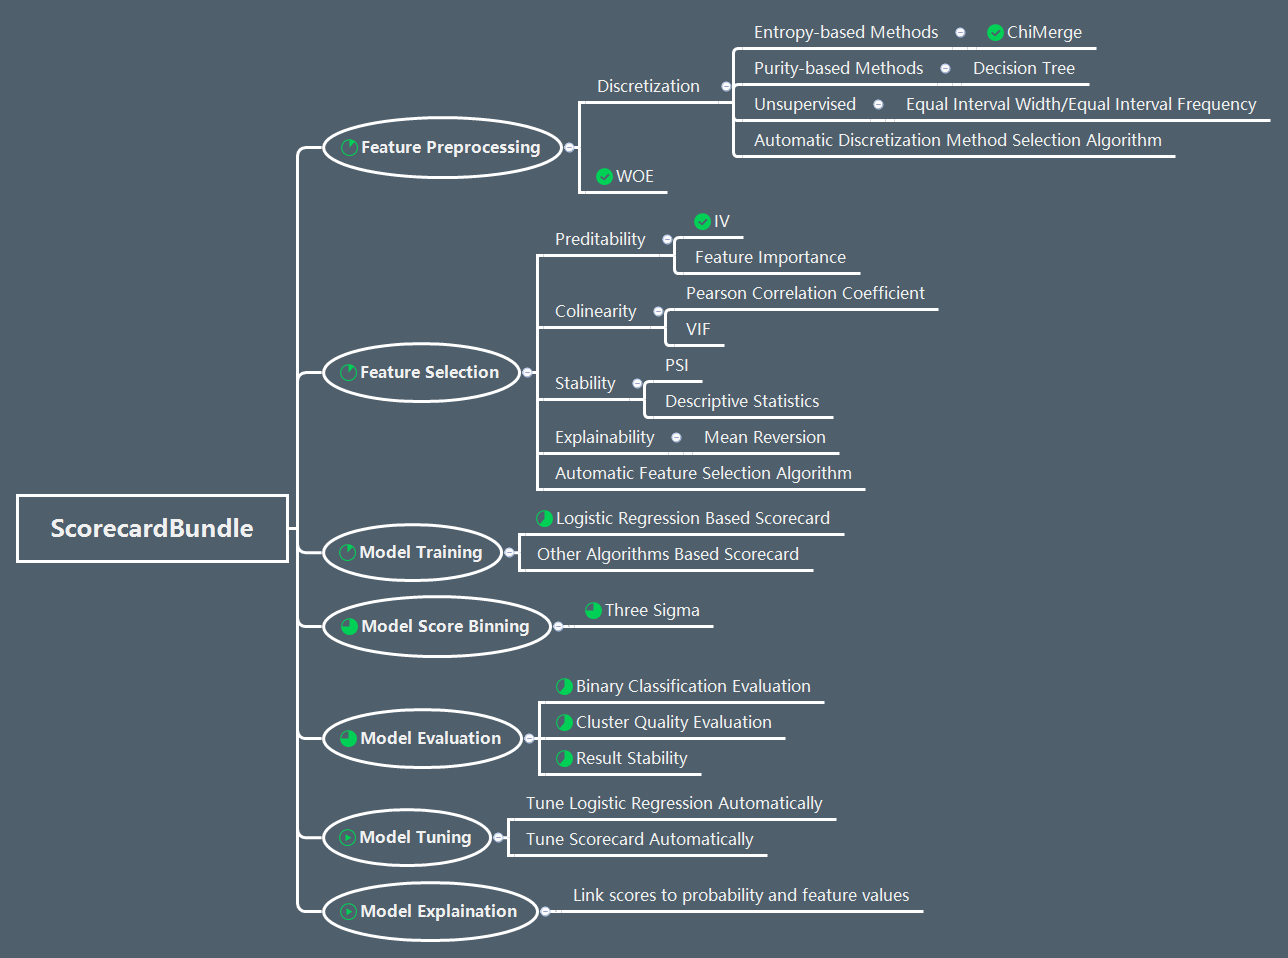 ScorecardBundle
Feature Preprocessing
Discretization
Entropy-based Methods
ChiMerge
Purity-based Methods
Decision Tree
Unsupervised
Equal Interval Width/Equal Interval Frequency
Automatic Discretization Method Selection Algorithm
WOE
Feature Selection
Preditability
IV
Feature Importance
Colinearity
Pearson Correlation Coefficient
VIF
Stability
PSI
Descriptive Statistics
Explainability
Mean Reversion
Automatic Feature Selection Algorithm
Model Training
Logistic Regression Based Scorecard
Other Algorithms Based Scorecard
Model Score Binning
Three Sigma
Model Evaluation
Binary Classification Evaluation
Cluster Quality Evaluation
Result Stability
Model Tuning
Tune Logistic Regression Automatically
Tune Scorecard Automatically
Model Explaination
Link scores to probability and feature values